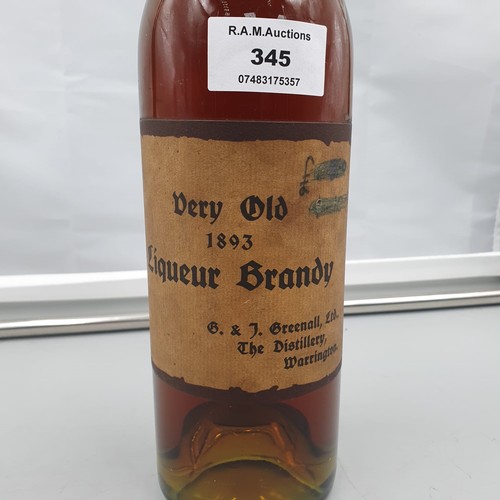 R.A.M.Auctions
345
07483175357
Very Old
1893
Liqueur Brandy
G. & J. Greenall, Ltd.
The Distillery,
Warrington.